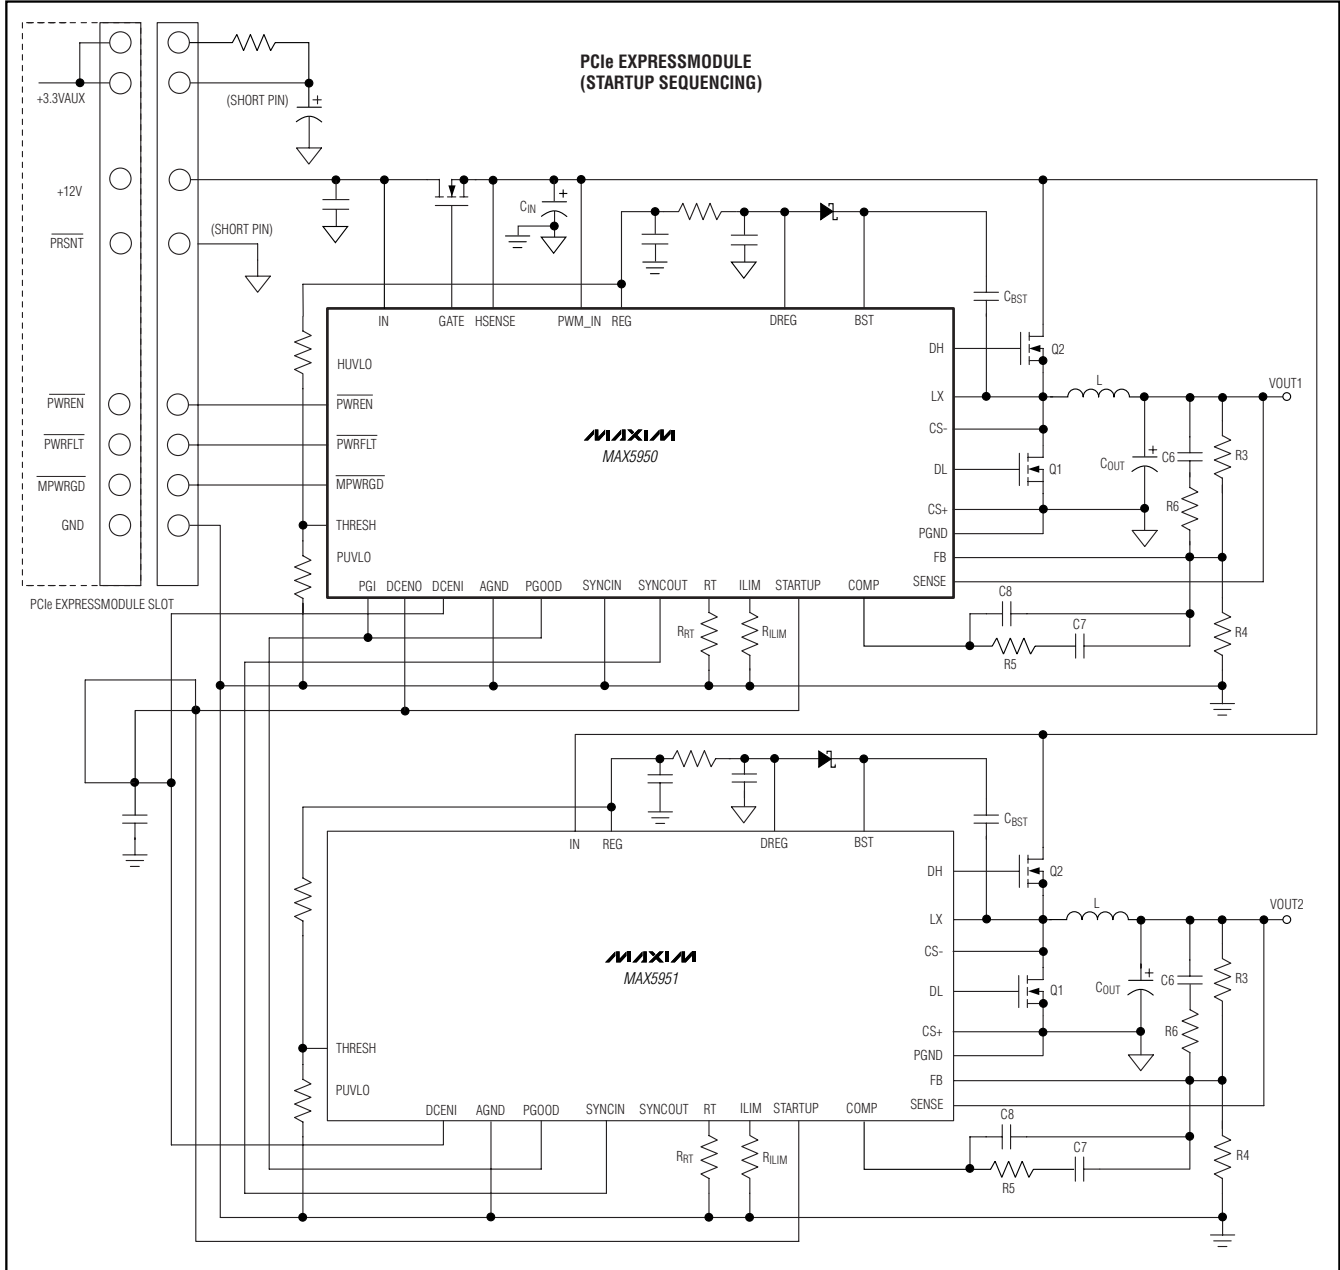 PCIe EXPRESSMODULE
(STARTUP SEQUENCING)
+3.3VAUX
(SHORT PIN)
+12V
PRSNT
(SHORT PIN)
PWREN
PWRFLT
MPWRGD
GND
PCIe EXPRESSMODULE SLOT
CIN
CBST
IN GATE HSENSE PWM_IN REG DREG BST
HUVLO
PWREN
PWRFLT
MPWRGD
THRESH
PUVLO
MAXIM
MAX5950
DH
LX
CS-
DL
CS+
PGND
FB
SENSE
PGI DCENO DCENI AGND PGOOD SYNCIN SYNCOUT RT ILIM STARTUP COMP
Q2
L
VOUT1
Q1
COUT
C6
R3
R6
C8
C7
R5
R4
RRT
RILIM
CBST
IN REG DREG BST
THRESH
PUVLO
MAXIM
MAX5951
DH
LX
CS-
DL
CS+
PGND
FB
SENSE
DCENI AGND PGOOD SYNCIN SYNCOUT RT ILIM STARTUP COMP
Q2
L
VOUT2
Q1
COUT
C6
R3
R6
C8
C7
R5
R4
RRT
RILIM